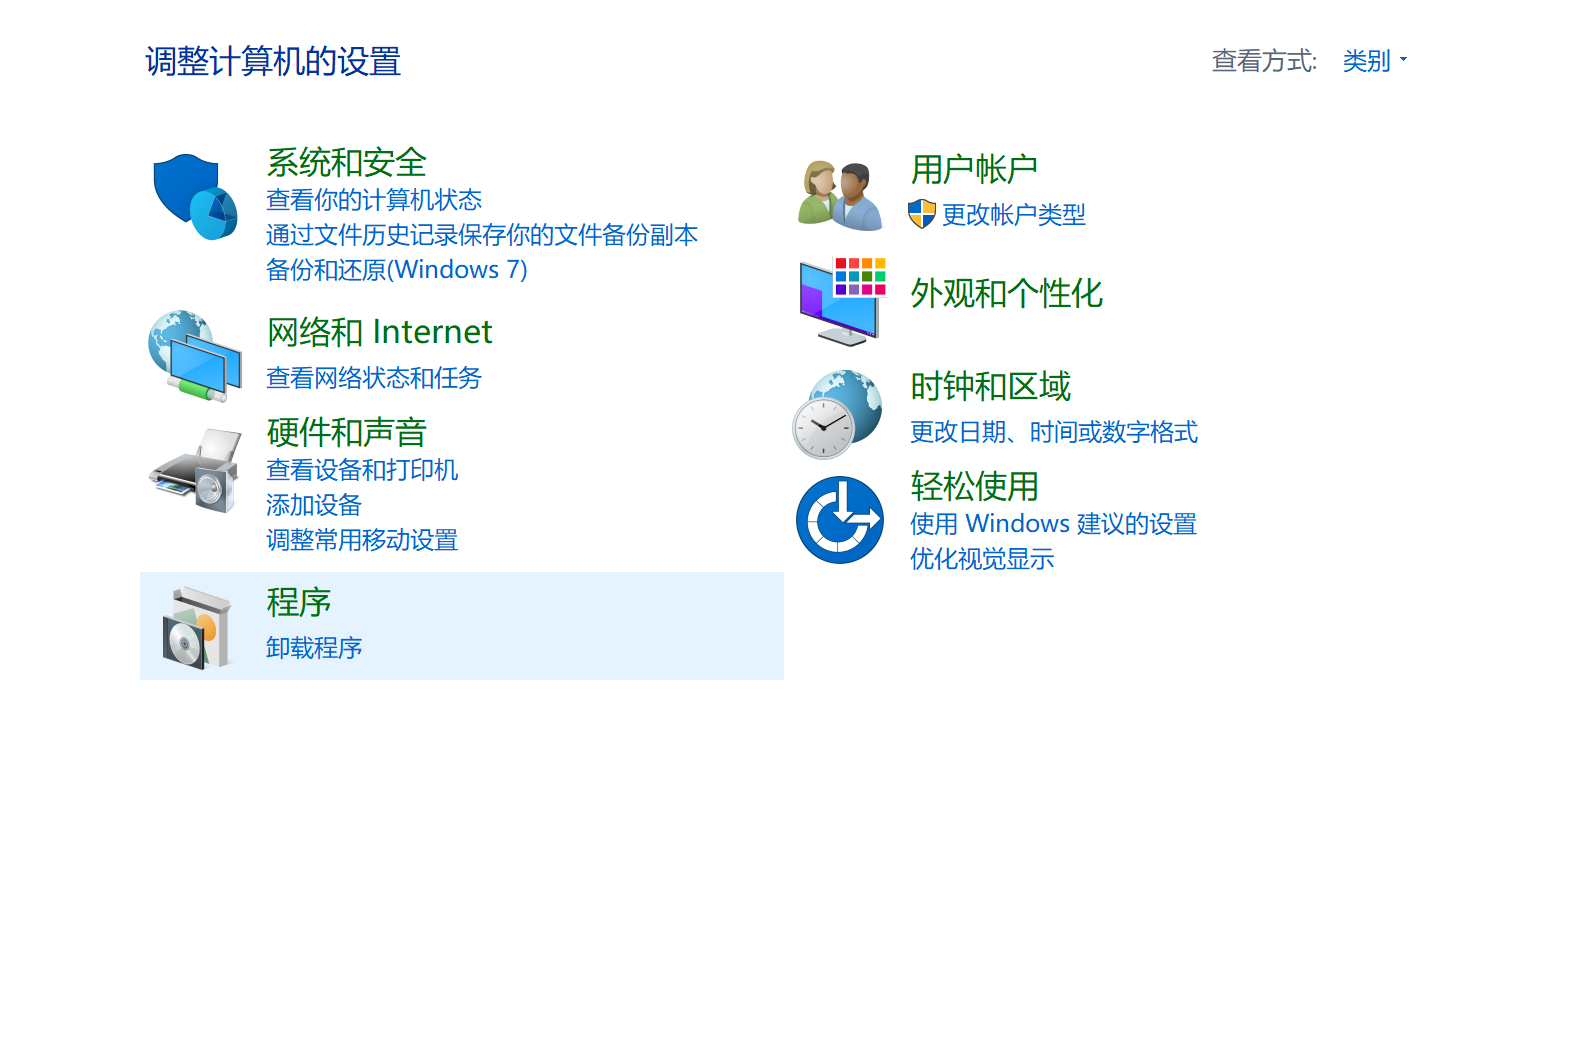 调整计算机的设置
查看方式: 类别
系统和安全
查看你的计算机状态
通过文件历史记录保存你的文件备份副本
备份和还原(Windows 7)
网络和 Internet
查看网络状态和任务
硬件和声音
查看设备和打印机
添加设备
调整常用移动设置
程序
卸载程序
用户帐户
更改帐户类型
外观和个性化
时钟和区域
更改日期、时间或数字格式
轻松使用
使用 Windows 建议的设置
优化视觉显示